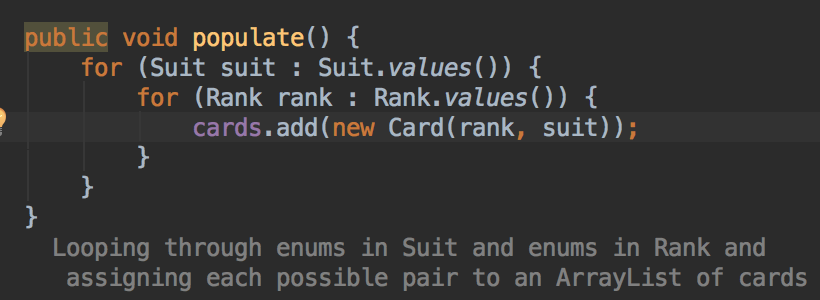 public void populate() {
    for (Suit suit : Suit.values()) {
        for (Rank rank : Rank.values()) {
            cards.add(new Card(rank, suit));
        }
    }
}
Looping through enums in Suit and enums in Rank and
assigning each possible pair to an ArrayList of cards